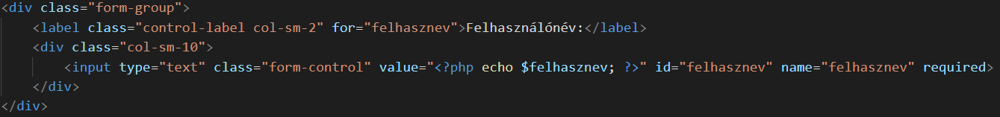 <div class="form-group">
    <label class="control-label col-sm-2" for="felhasznev">Felhasználónév:</label>
    <div class="col-sm-10">
        <input type="text" class="form-control" value="<?php echo $felhasznev; ?>" id="felhasznev" name="felhasznev" required>
    </div>
</div>